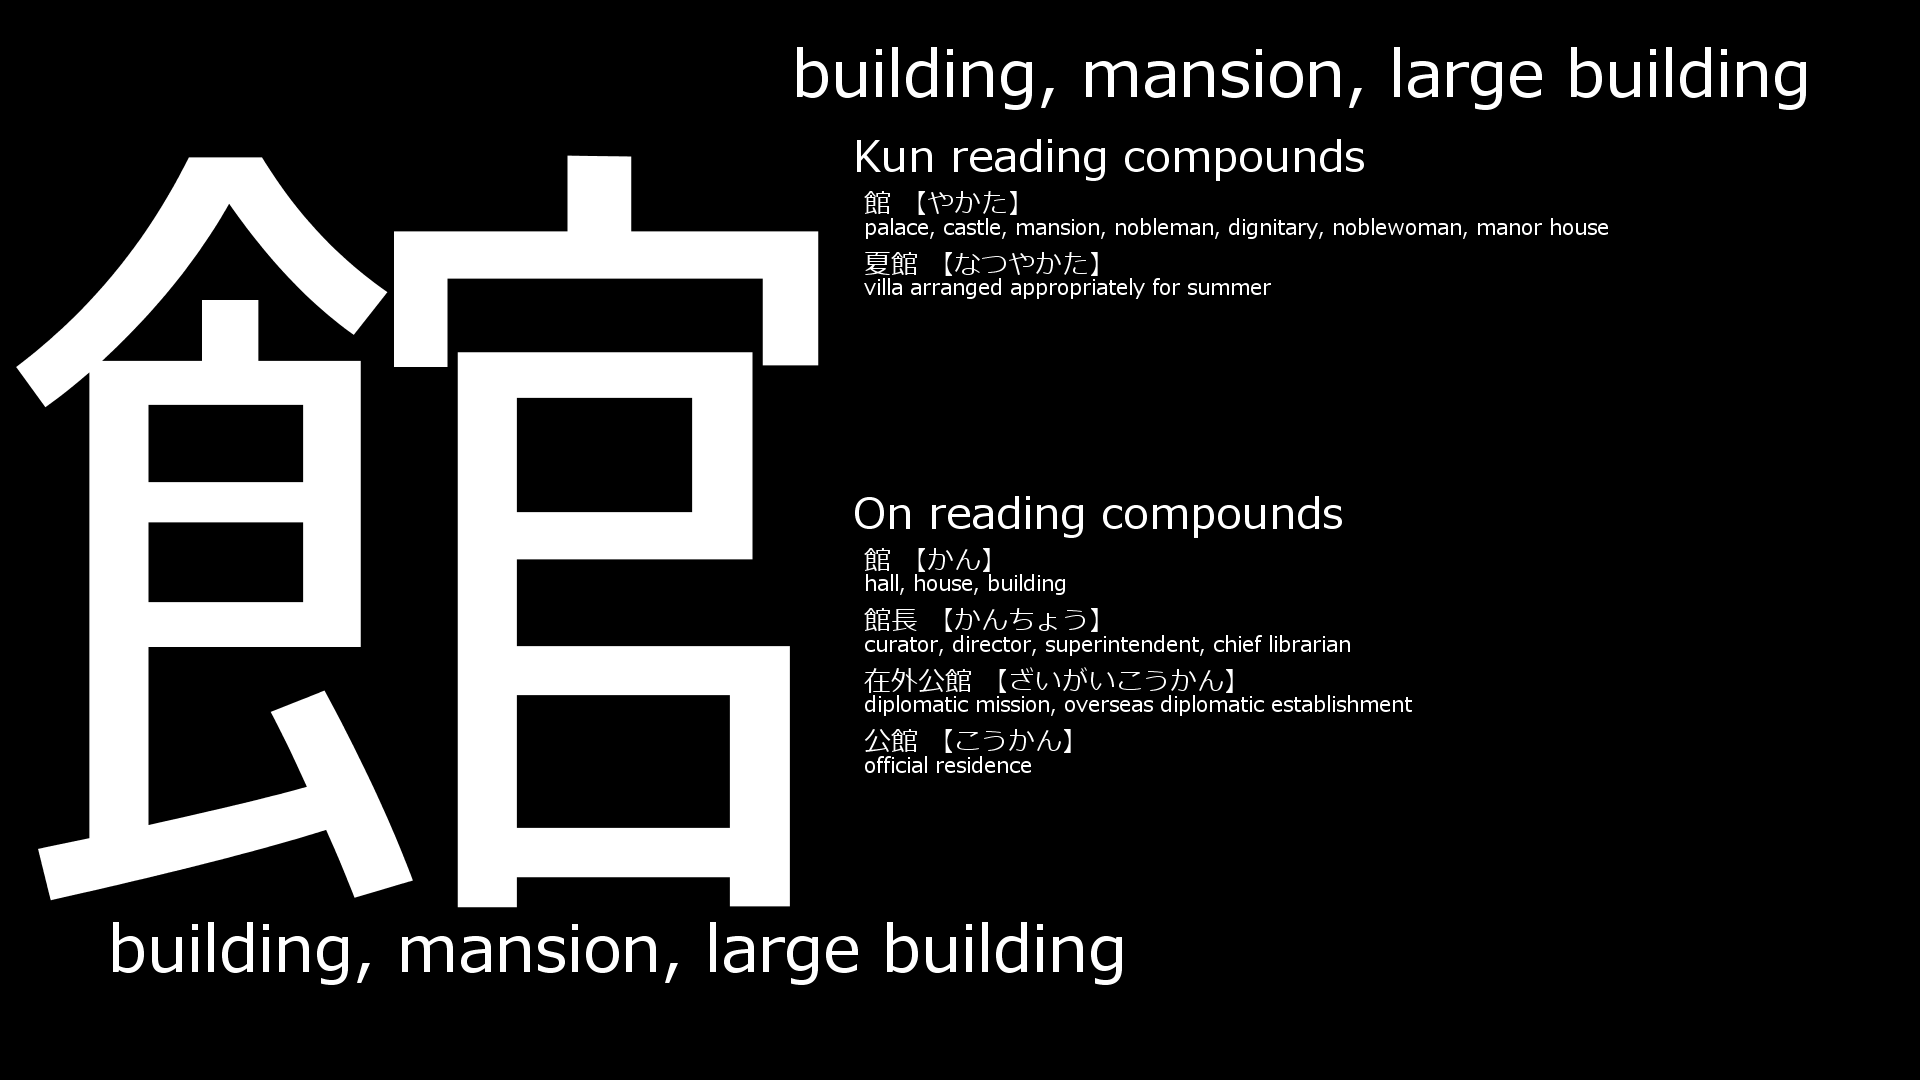 館
building, mansion, large building
Kun reading compounds
館 【やかた】
palace, castle, mansion, nobleman, dignitary, noblewoman, manor house
夏館 【なつやかた】
villa arranged appropriately for summer
On reading compounds
館 【かん】
hall, house, building
館長 【かんちょう】
curator, director, superintendent, chief librarian
在外公館 【ざいがいこうかん】
diplomatic mission, overseas diplomatic establishment
公館 【こうかん】
official residence
building, mansion, large building